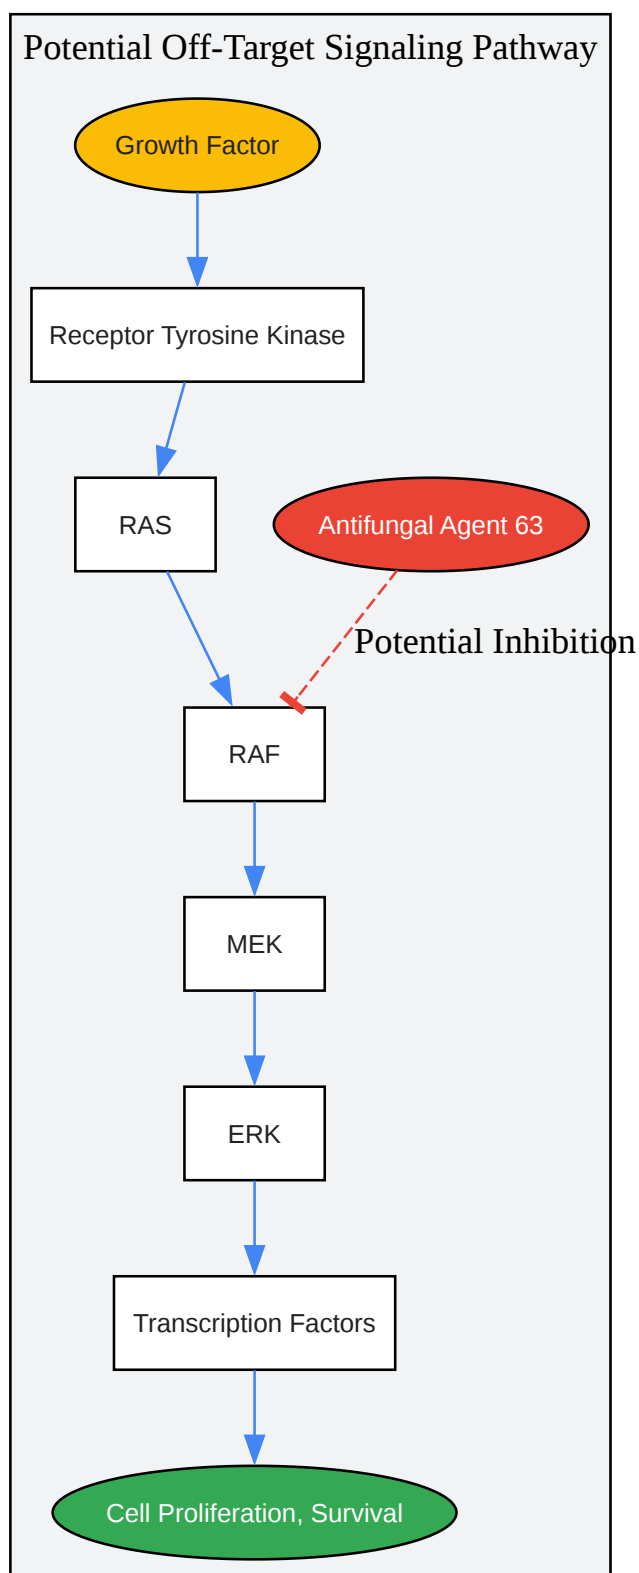 Potential Off-Target Signaling Pathway
Growth Factor
Receptor Tyrosine Kinase
RAS
Antifungal Agent 63
Potential Inhibition
RAF
MEK
ERK
Transcription Factors
Cell Proliferation, Survival